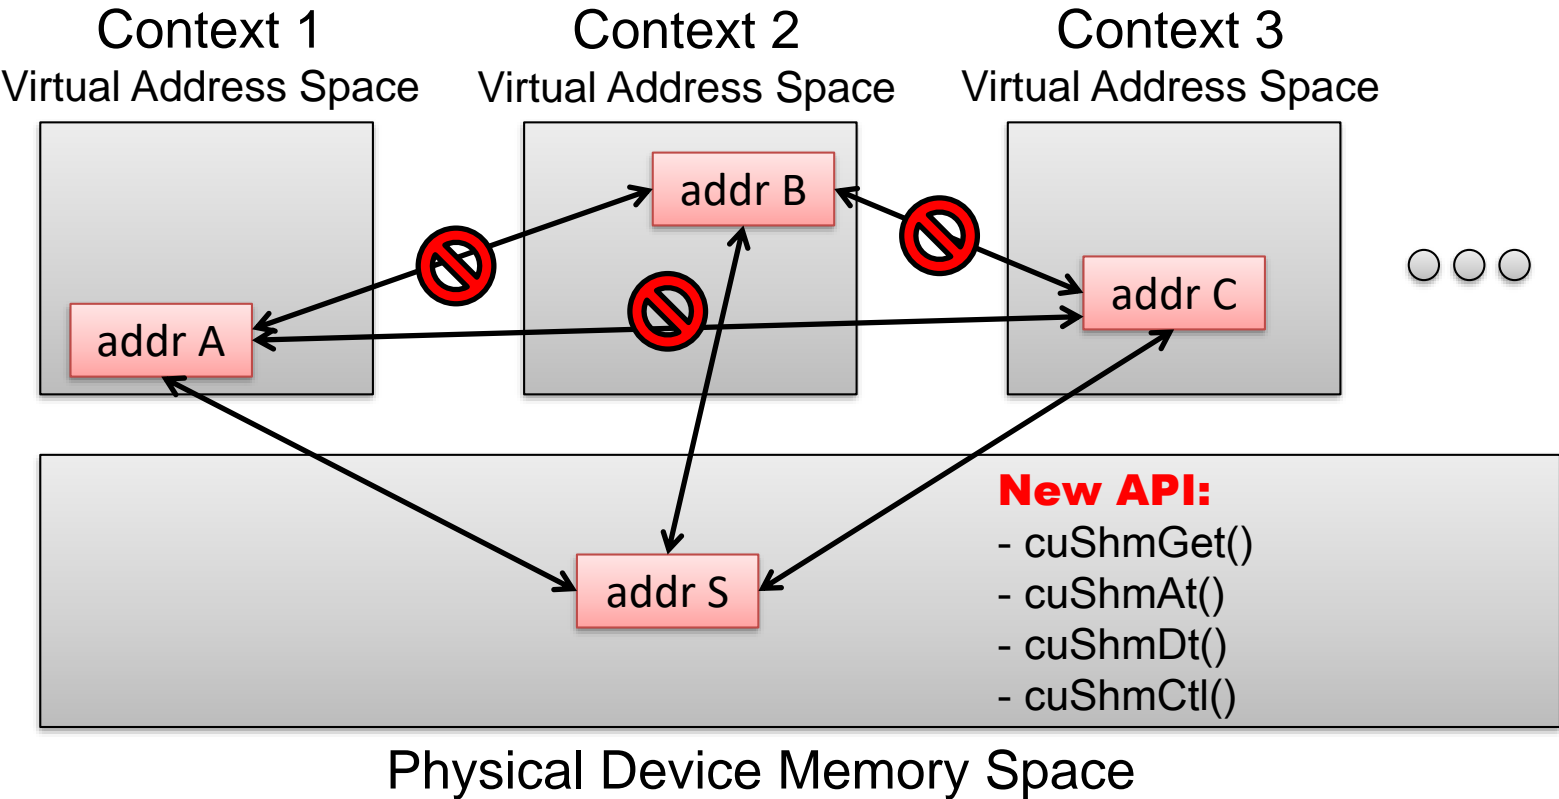 Context 1
Virtual Address Space
Context 2
Virtual Address Space
Context 3
Virtual Address Space
addr A
addr B
addr C
addr S
New API:
- cuShmGet()
- cuShmAt()
- cuShmDt()
- cuShmCtl()
Physical Device Memory Space